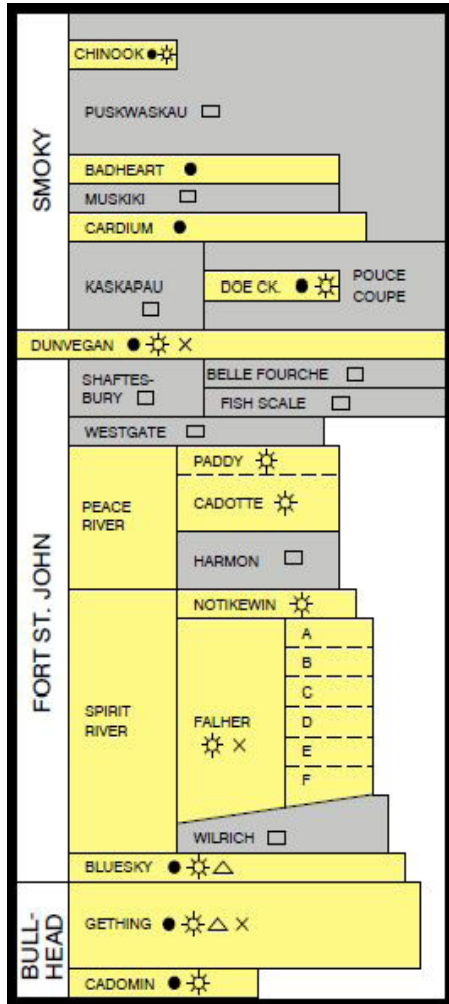 SMOKY
CHINOOK
PUSKWASKAU
BADHEART
MUSKIKI
CARDIUM
KASKAPAU
DOE CK.
POUCE
COUPE
DUNVEGAN
FORT ST. JOHN
SHAFTES-
BURY
BELLE FOURCHE
FISH SCALE
WESTGATE
PEACE
RIVER
PADDY
CADOTTE
HARMON
SPIRIT
RIVER
NOTIKEWIN
FALHER
A
B
C
D
E
F
WILRICH
BLUESKY
BULL-
HEAD
GETHING
CADOMIN